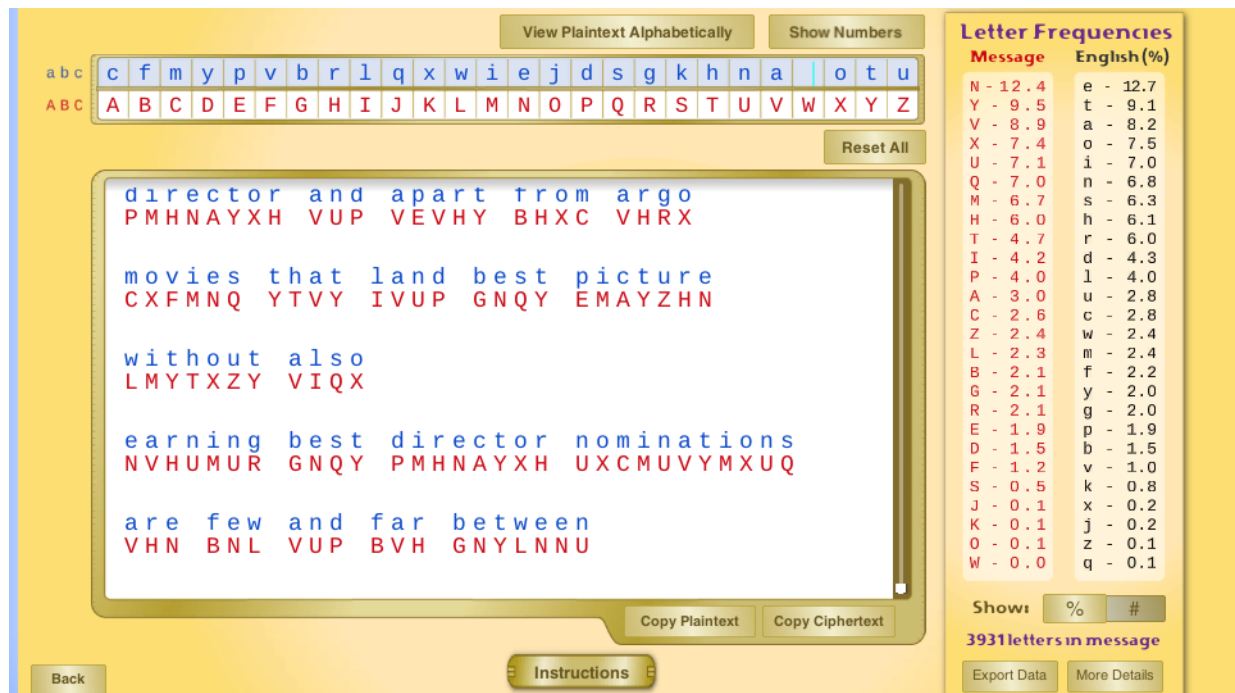 View Plaintext Alphabetically Show Numbers
a b c c f m y p v b r l q x w i e j d s g k h n a o t u
A B C A B C D E F G H I J K L M N O P Q R S T U V W X Y Z
Reset All
director and apart from argo
PMHNAYXH VUP VEVHY BHXC VHRX
movies that land best picture
CXFMNQ YTVY IVUP GNQY EMAYZHN
without also
LMYTXZY VIQX
earning best director nominations
NVHUMUR GNQY PMHNAYXH UXCMUVYMXUQ
are few and far between
VHN BNL VUP BVH GNYLNNU
Copy Plaintext Copy Ciphertext
Instructions
Back
Letter Frequencies
Message English (%)
N - 12.4 e - 12.7
Y - 9.5 t - 9.1
V - 8.9 a - 8.2
X - 7.4 o - 7.5
U - 7.1 i - 7.0
Q - 7.0 n - 6.8
M - 6.7 s - 6.3
H - 6.0 h - 6.1
T - 4.7 r - 6.0
I - 4.2 d - 4.3
P - 4.0 l - 4.0
A - 3.0 u - 2.8
C - 2.6 c - 2.8
Z - 2.4 w - 2.4
L - 2.3 m - 2.4
B - 2.1 f - 2.2
G - 2.1 y - 2.0
R - 2.1 g - 2.0
E - 1.9 p - 1.9
D - 1.5 b - 1.5
F - 1.2 v - 1.0
S - 0.5 k - 0.8
J - 0.1 x - 0.2
K - 0.1 j - 0.2
O - 0.1 z - 0.1
W - 0.0 q - 0.1
Show: % #
3931 letters in message
Export Data More Details